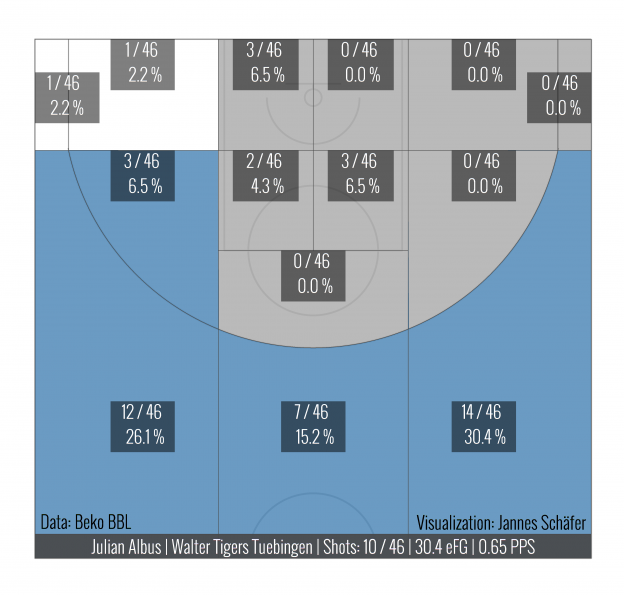 1 / 46
2.2 %
3 / 46
6.5 %
0 / 46
0.0 %
0 / 46
0.0 %
1 / 46
2.2 %
0 / 46
0.0 %
3 / 46
6.5 %
2 / 46
4.3 %
3 / 46
6.5 %
0 / 46
0.0 %
0 / 46
0.0 %
12 / 46
26.1 %
7 / 46
15.2 %
14 / 46
30.4 %
Data: Beko BBL
Visualization: Jannes Schäfer
Julian Albus | Walter Tigers Tuebingen | Shots: 10 / 46 | 30.4 eFG | 0.65 PPS